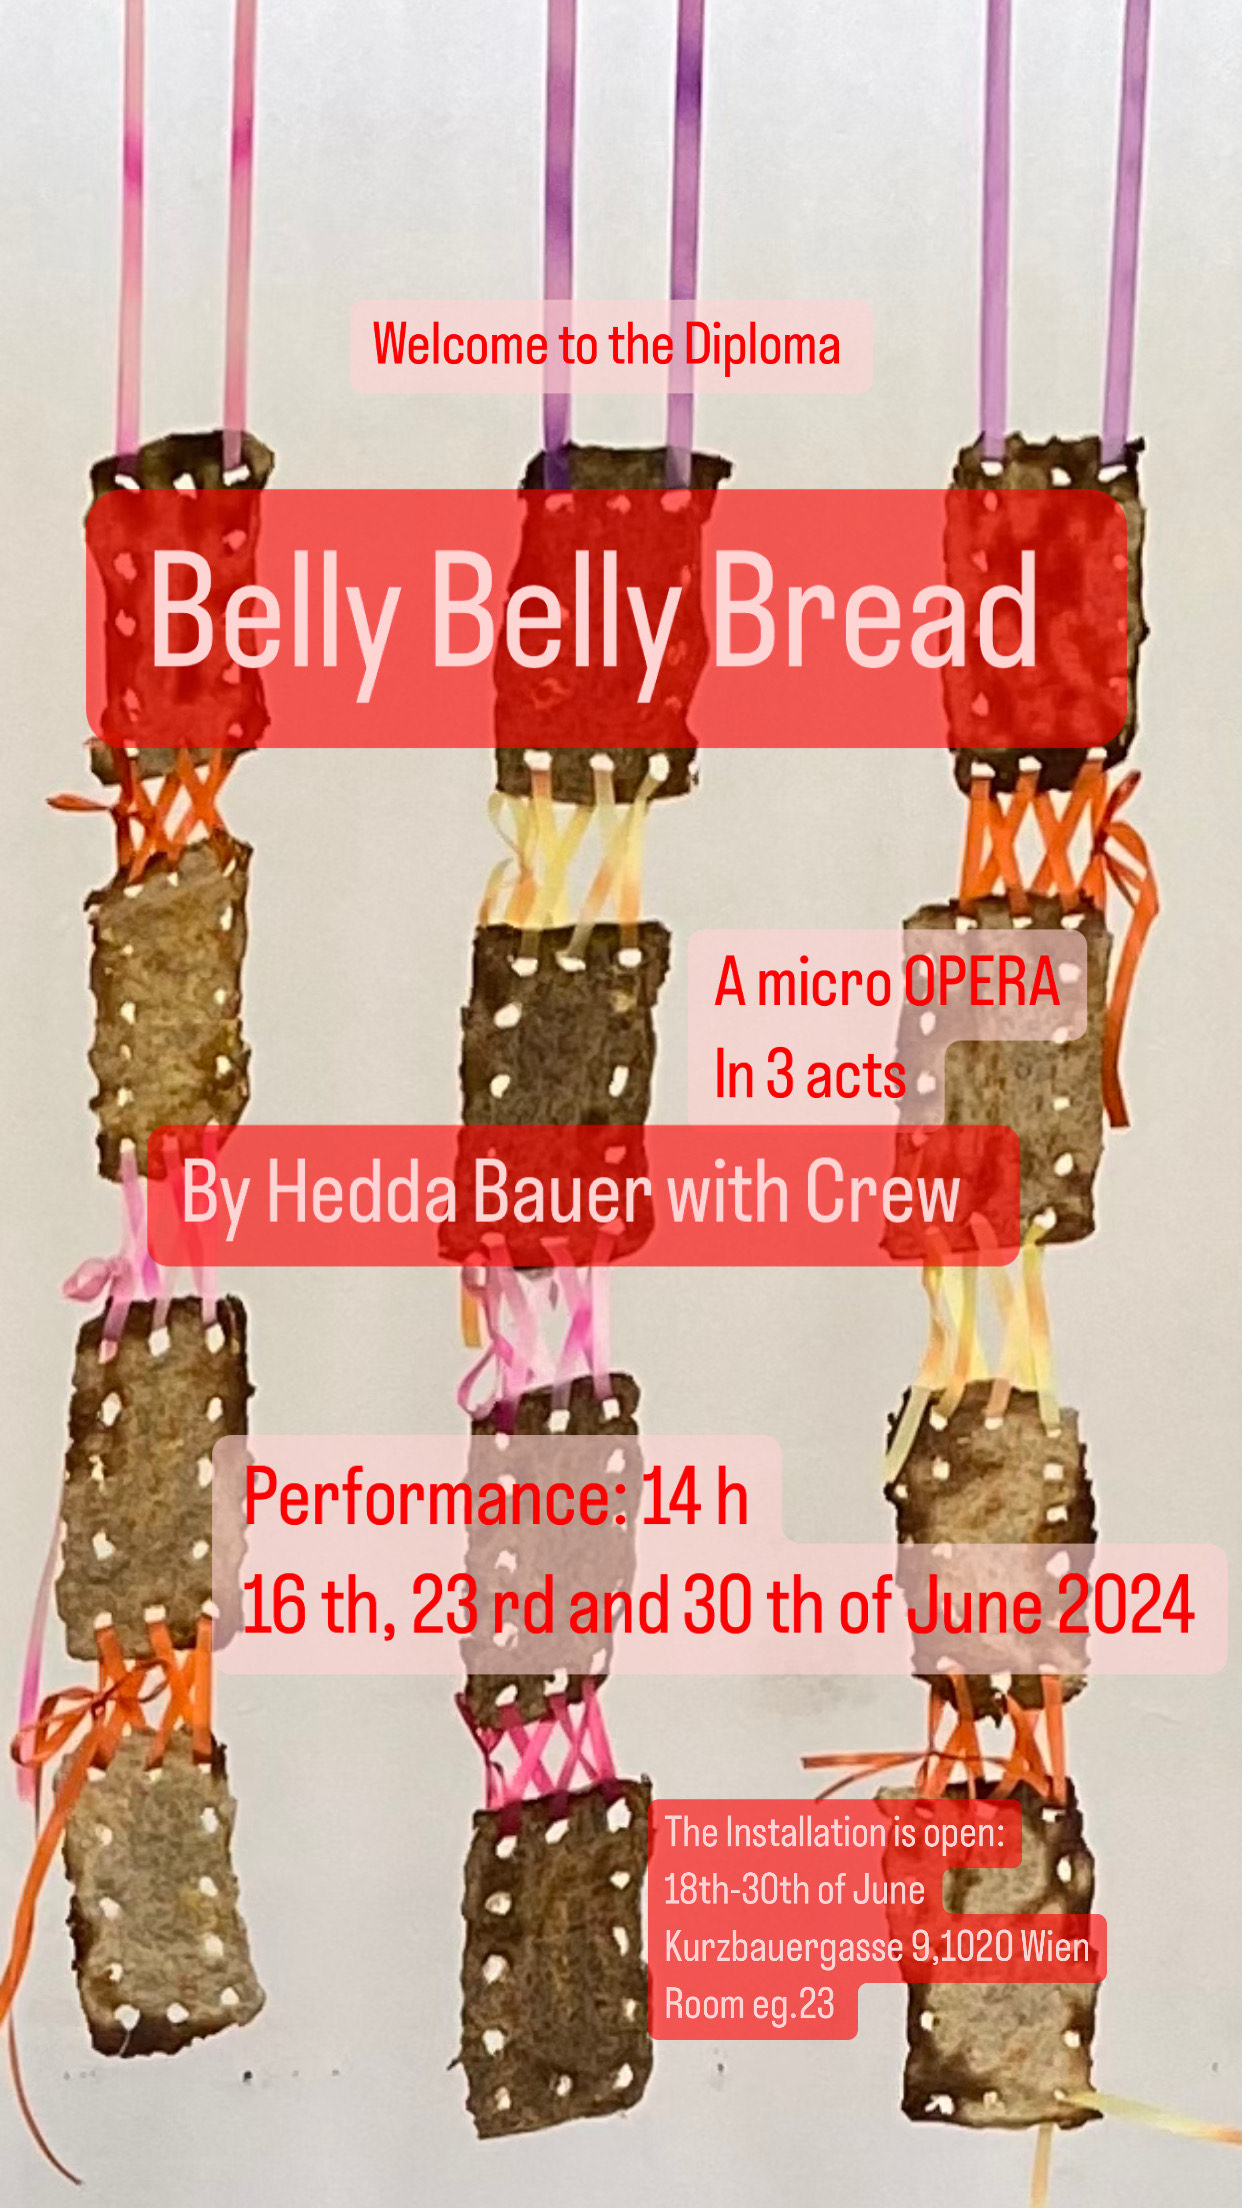 Welcome to the Diploma
Belly Belly Bread
A micro OPERA
In 3 acts
By Hedda Bauer with Crew
Performance: 14 h
16 th, 23 rd and 30 th of June 2024
The Installation is open:
18th-30th of June
Kurzbauergasse 9,1020 Wien
Room eg.23